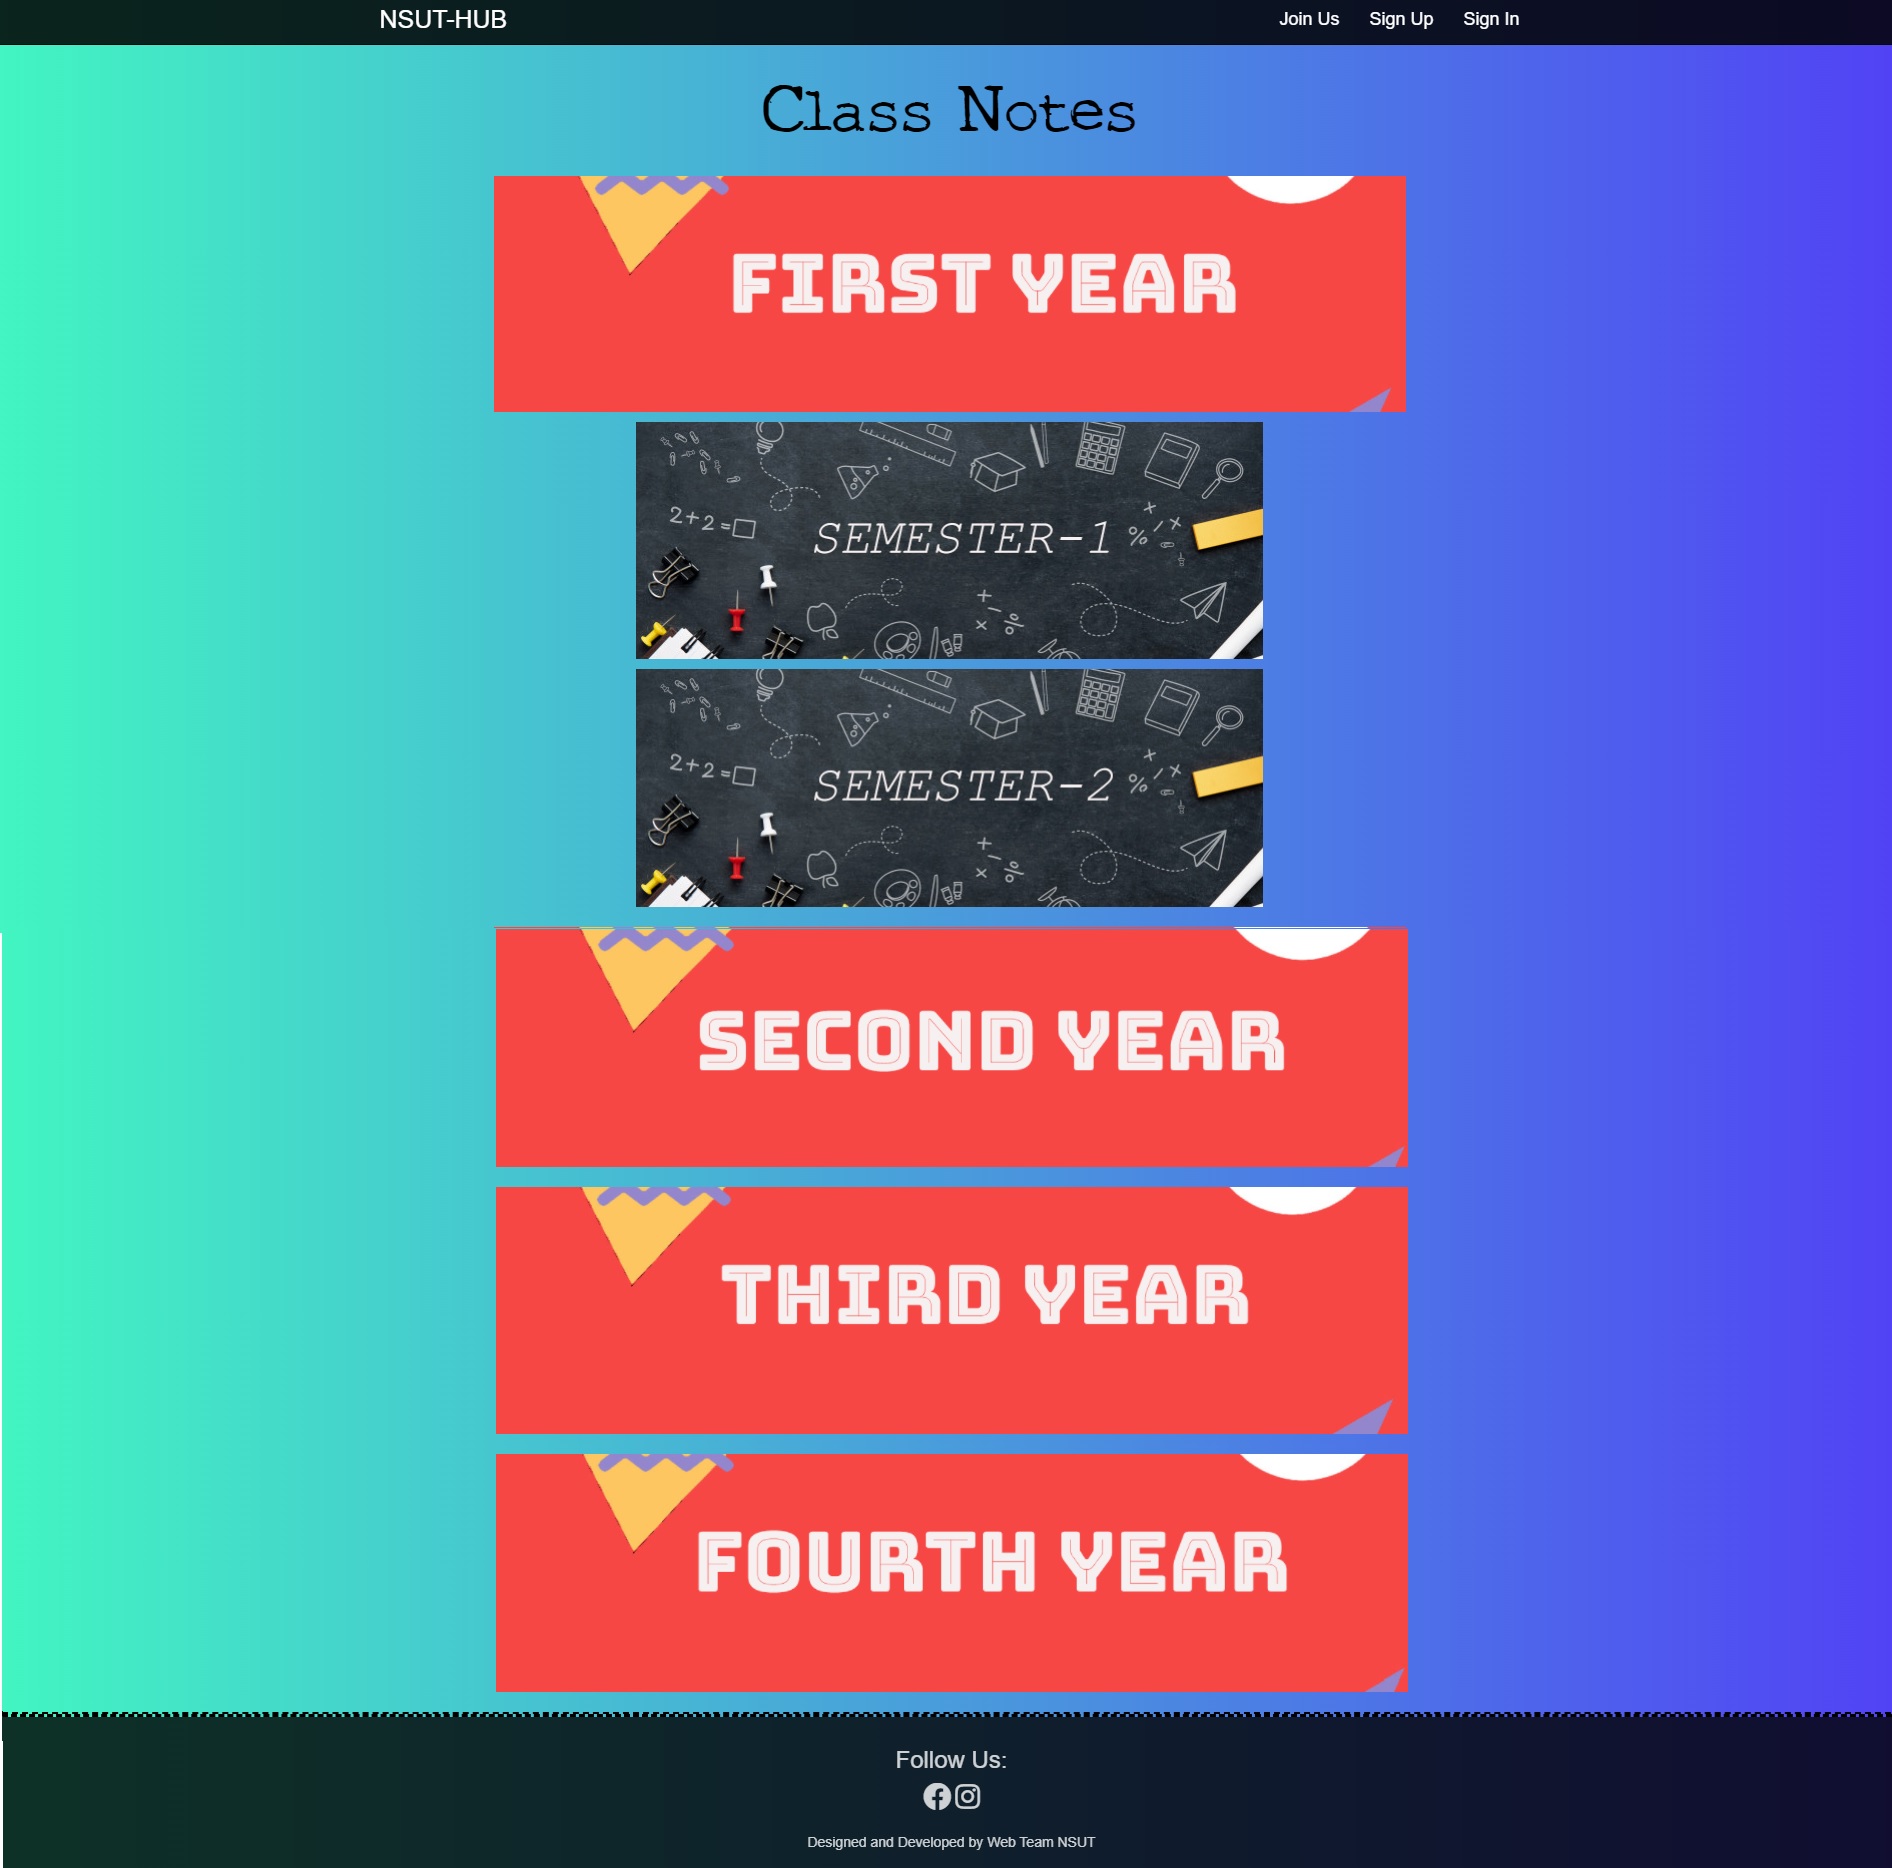 NSUT-HUB Join Us Sign Up Sign In
Class Notes
FIRST YEAR
2+2=
SEMESTER-1
SEMESTER-2
2+2=
SECOND YEAR
THIRD YEAR
FOURTH YEAR
Follow Us:
Designed and Developed by Web Team NSUT